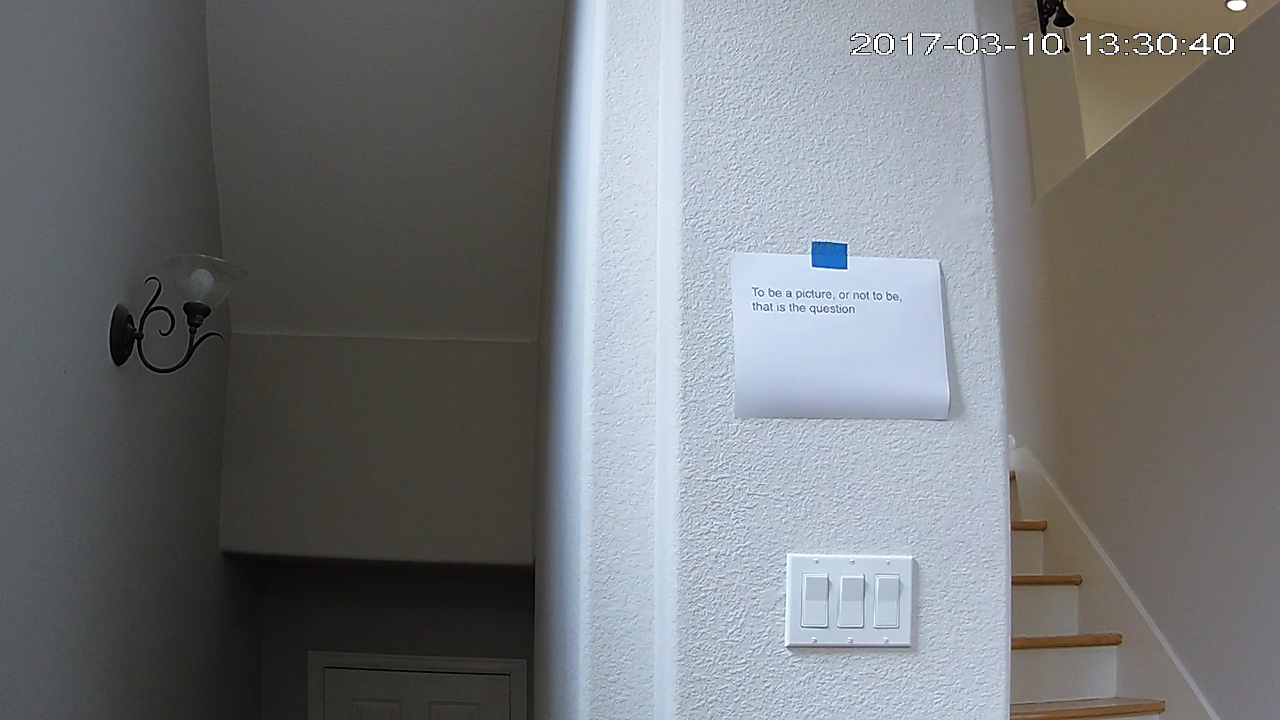 2017-03-10 13:30:40
To be a picture, or not to be,
that is the question